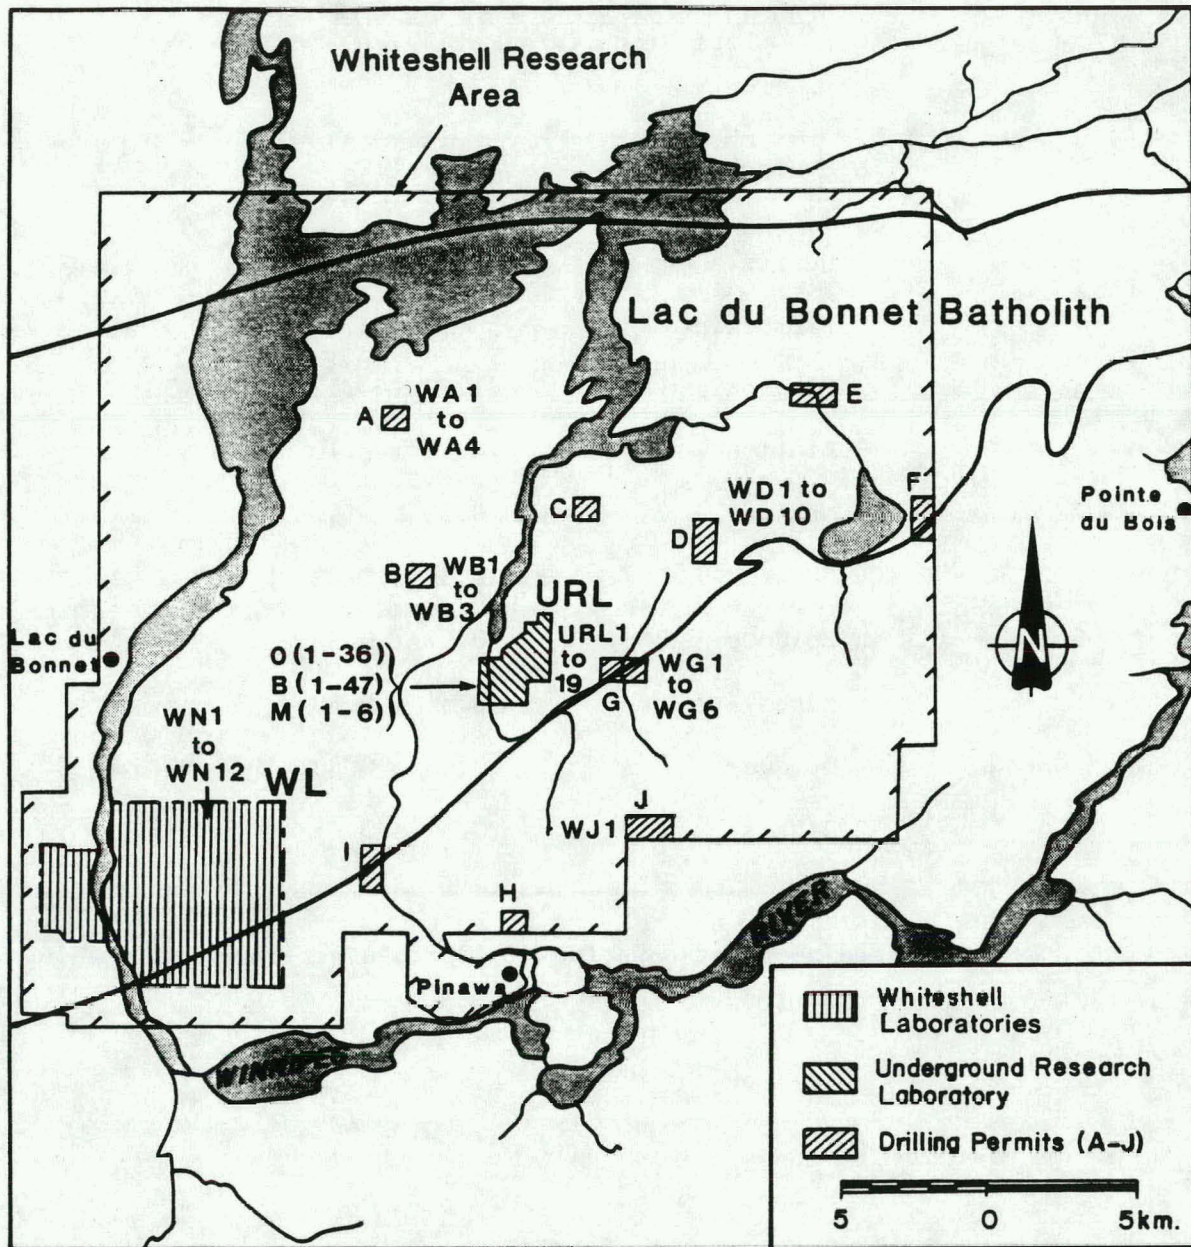 Whiteshell Research
Area
Lac du Bonnet Batholith
A
WA1
to
WA4
E
F
Pointe
du Bois
C
WD1 to
WD10
D
B
WB1
to
WB3
URL
URL1
to
19
Lac du
Bonnet
O(1-36)
B(1-47)
M(1-6)
G
WG1
to
WG6
N
WN1
to
WN12
WL
J
WJ1
I
H
RIVER
Pinawa
WINNIPEG
Whiteshell
Laboratories
Underground Research
Laboratory
Drilling Permits (A-J)
5 0 5km.